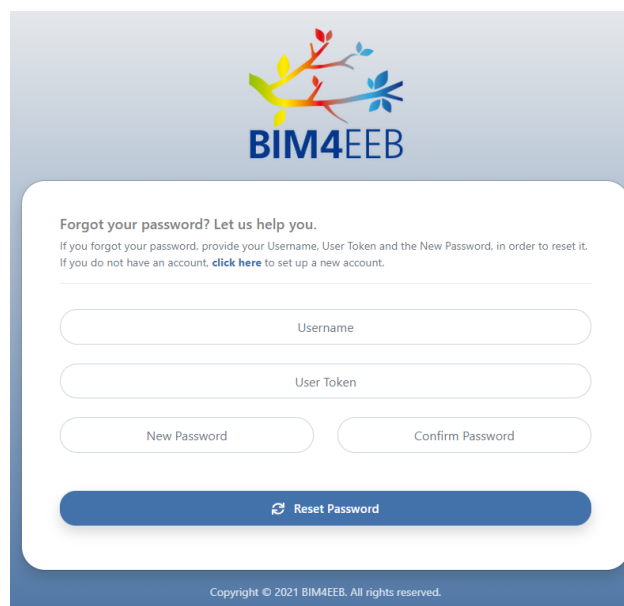 BIM4EEB
Forgot your password? Let us help you.
If you forgot your password, provide your Username, User Token and the New Password, in order to reset it.
If you do not have an account, click here to set up a new account.
Username
User Token
New Password Confirm Password
Reset Password
Copyright © 2021 BIM4EEB. All rights reserved.